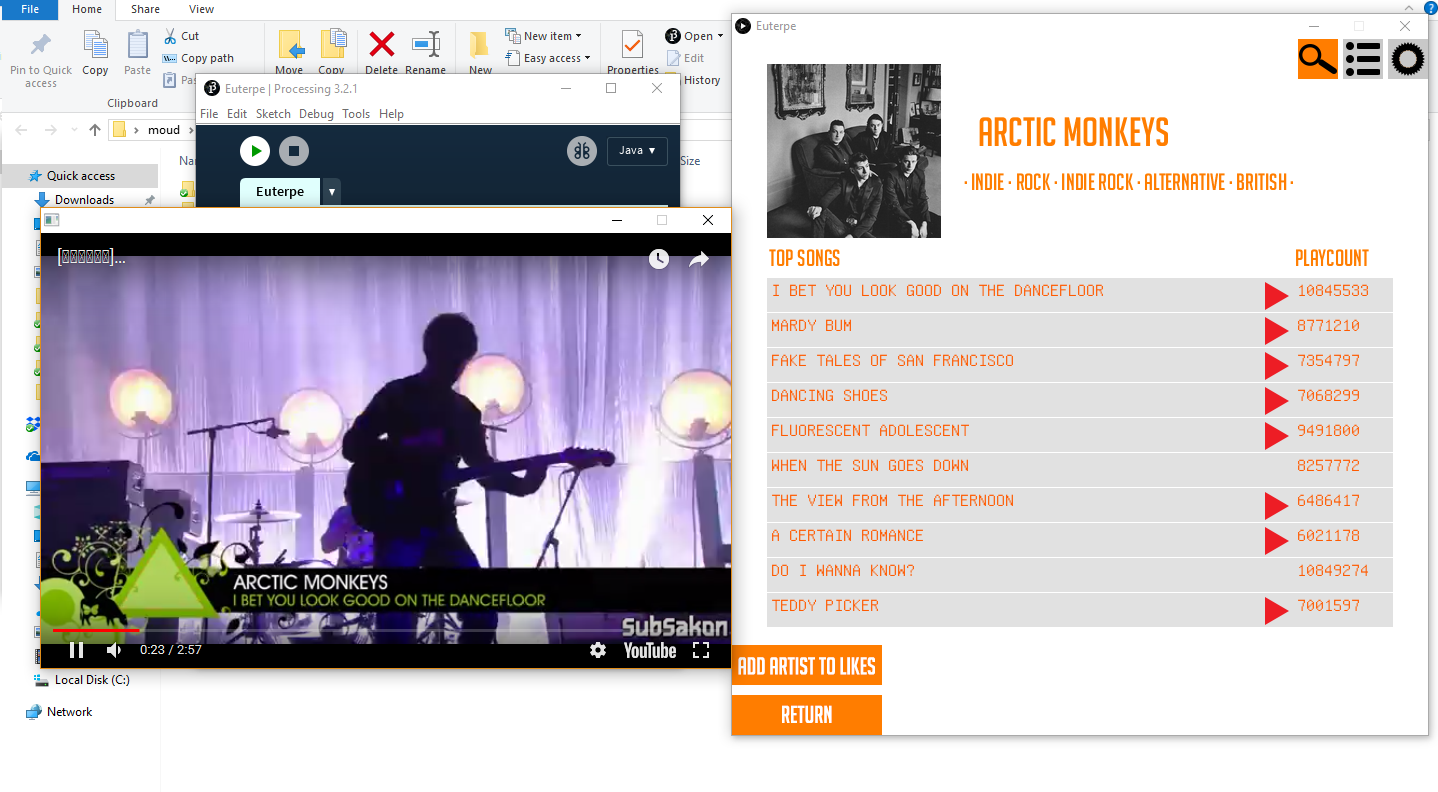 File
Home
Share
View
Pin to Quick
access
Copy
Paste
Cut
Copy path
Clipboard
Move
Copy
Delete
Rename
New
New item
Easy access
Properties
Open
Edit
History
moud
Size
Quick access
Downloads
Local Disk (C:)
Network
Euterpe | Processing 3.2.1
File Edit Sketch Debug Tools Help
Java
Euterpe
ARCTIC MONKEYS
I BET YOU LOOK GOOD ON THE DANCEFLOOR
SubSakon
0:23 / 2:57
YouTube
Euterpe
ARCTIC MONKEYS
· INDIE · ROCK · INDIE ROCK · ALTERNATIVE · BRITISH ·
TOP SONGS PLAYCOUNT
I BET YOU LOOK GOOD ON THE DANCEFLOOR 10845533
MARDY BUM 8771210
FAKE TALES OF SAN FRANCISCO 7354797
DANCING SHOES 7068299
FLUORESCENT ADOLESCENT 9491800
WHEN THE SUN GOES DOWN 8257772
THE VIEW FROM THE AFTERNOON 6486417
A CERTAIN ROMANCE 6021178
DO I WANNA KNOW? 10849274
TEDDY PICKER 7001597
ADD ARTIST TO LIKES
RETURN